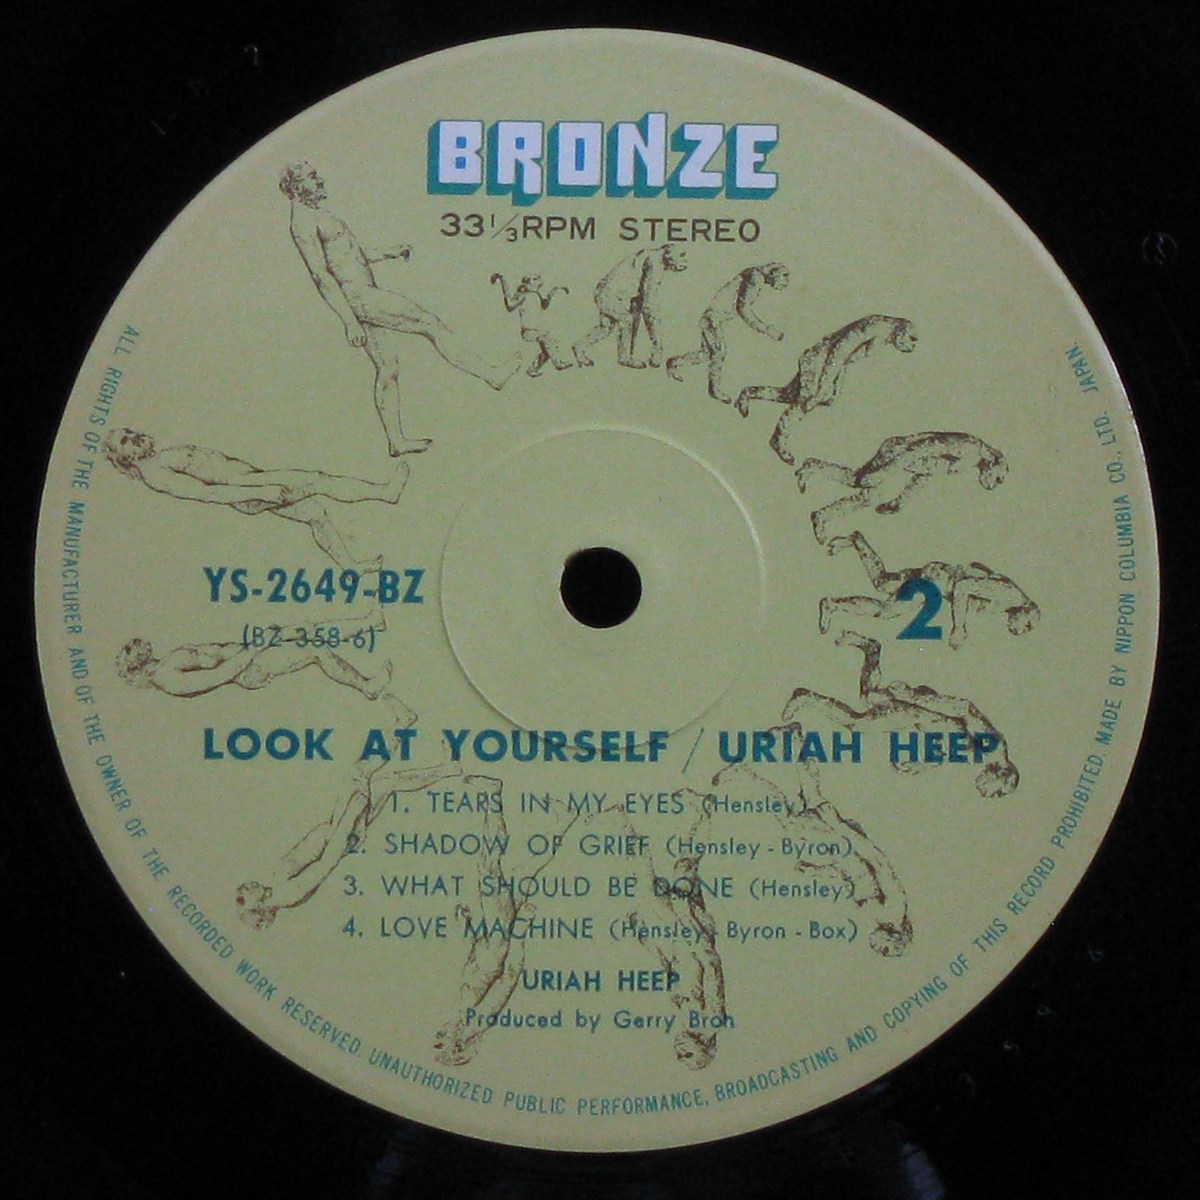 BRONZE
33⅓RPM STEREO
YS-2649-BZ
(BZ-358-6)
2
LOOK AT YOURSELF / URIAH HEEP
1. TEARS IN MY EYES (Hensley)
2. SHADOW OF GRIEF (Hensley - Byron)
3. WHAT SHOULD BE DONE (Hensley)
4. LOVE MACHINE (Hensley - Byron - Box)
URIAH HEEP
Produced by Gerry Bron
ALL RIGHTS OF THE MANUFACTURER AND OF THE OWNER OF THE RECORDED WORK RESERVED. UNAUTHORIZED PUBLIC PERFORMANCE, BROADCASTING AND COPYING OF THIS RECORD PROHIBITED. MADE BY NIPPON COLUMBIA CO., LTD. JAPAN.